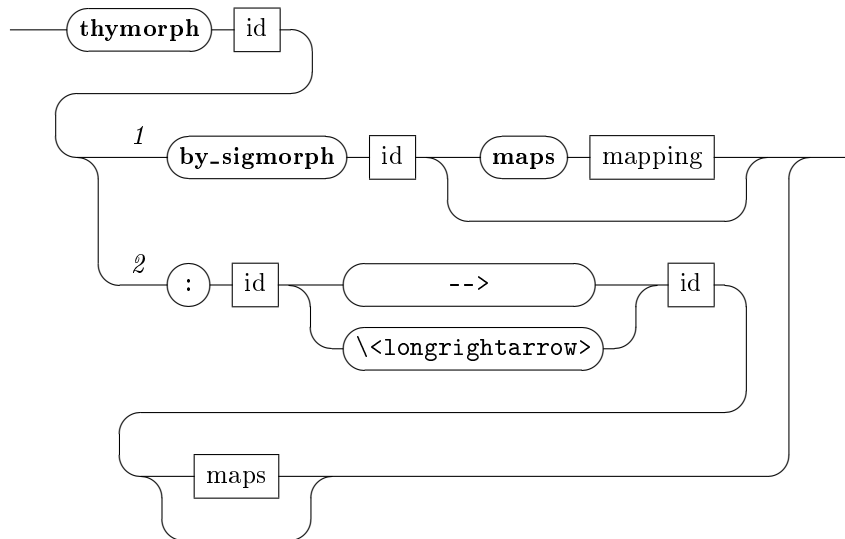 thymorph id
1
by_sigmorph id maps mapping
2
: id --> id
\<longrightarrow>
maps